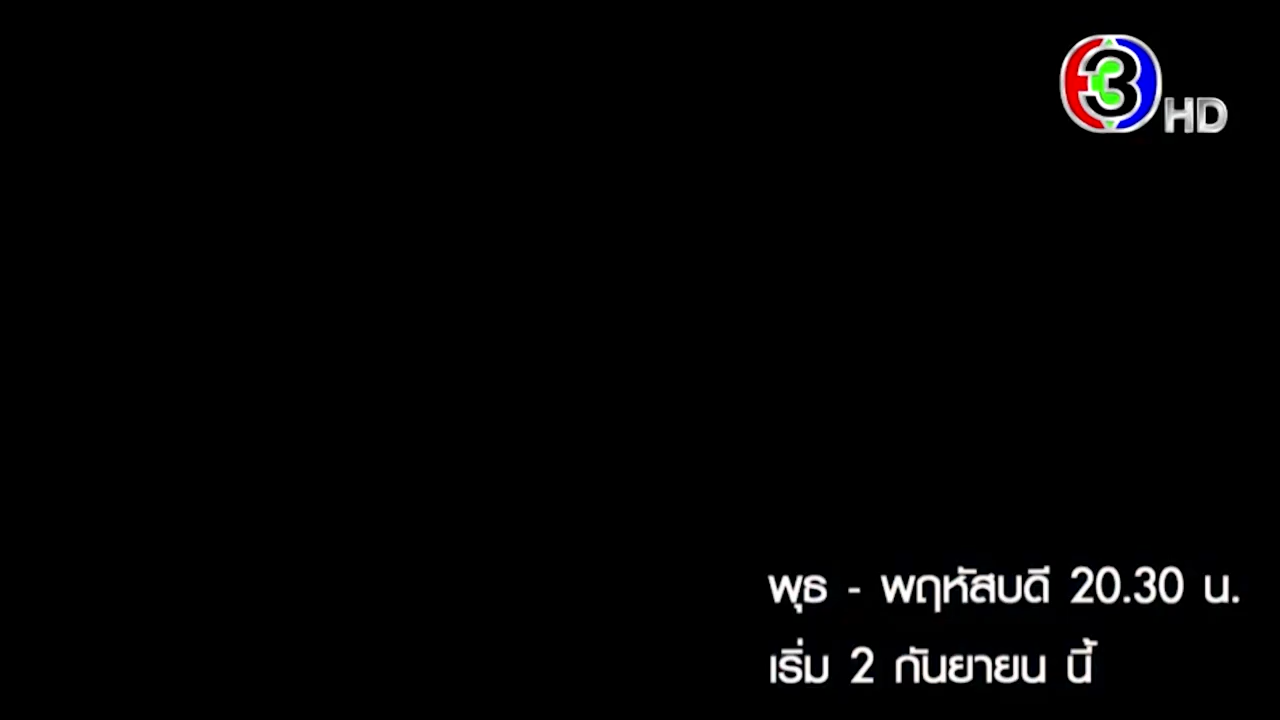 3 HD
พุธ - พฤหัสบดี 20.30 น.
เริ่ม 2 กันยายน นี้